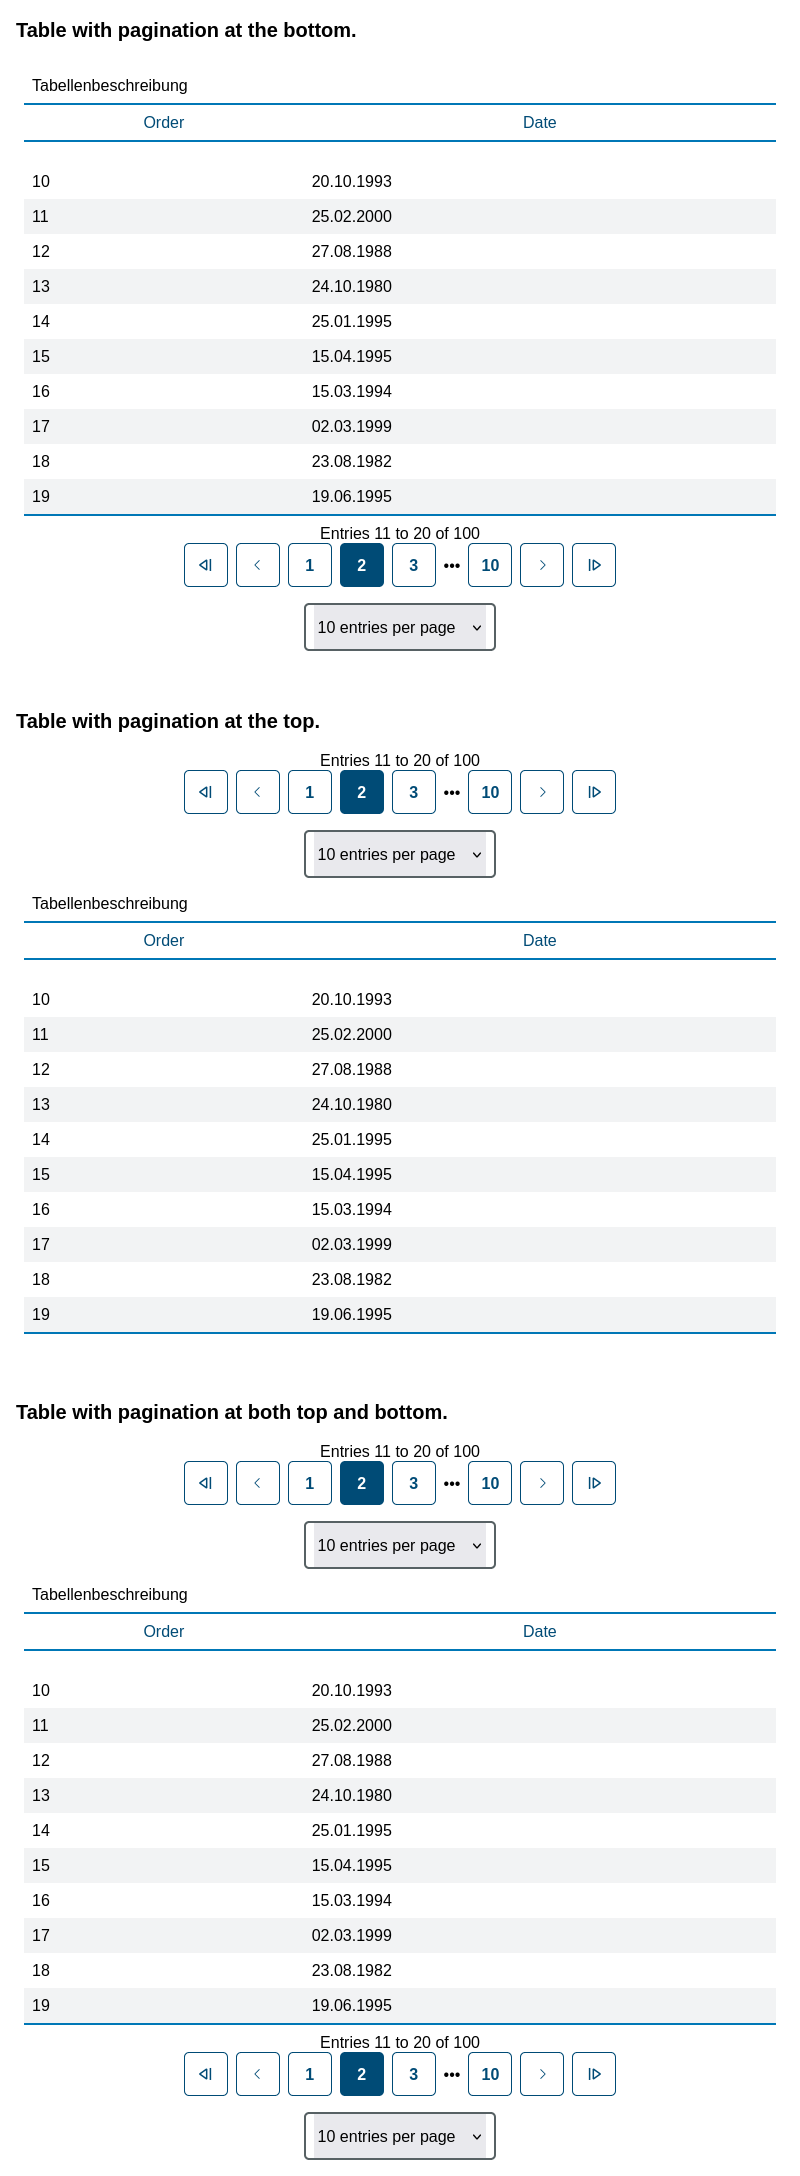 Table with pagination at the bottom.
Tabellenbeschreibung
Order Date
10 20.10.1993
11 25.02.2000
12 27.08.1988
13 24.10.1980
14 25.01.1995
15 15.04.1995
16 15.03.1994
17 02.03.1999
18 23.08.1982
19 19.06.1995
Entries 11 to 20 of 100
1 2 3 ••• 10
10 entries per page
Table with pagination at the top.
Entries 11 to 20 of 100
1 2 3 ••• 10
10 entries per page
Tabellenbeschreibung
Order Date
10 20.10.1993
11 25.02.2000
12 27.08.1988
13 24.10.1980
14 25.01.1995
15 15.04.1995
16 15.03.1994
17 02.03.1999
18 23.08.1982
19 19.06.1995
Table with pagination at both top and bottom.
Entries 11 to 20 of 100
1 2 3 ••• 10
10 entries per page
Tabellenbeschreibung
Order Date
10 20.10.1993
11 25.02.2000
12 27.08.1988
13 24.10.1980
14 25.01.1995
15 15.04.1995
16 15.03.1994
17 02.03.1999
18 23.08.1982
19 19.06.1995
Entries 11 to 20 of 100
1 2 3 ••• 10
10 entries per page